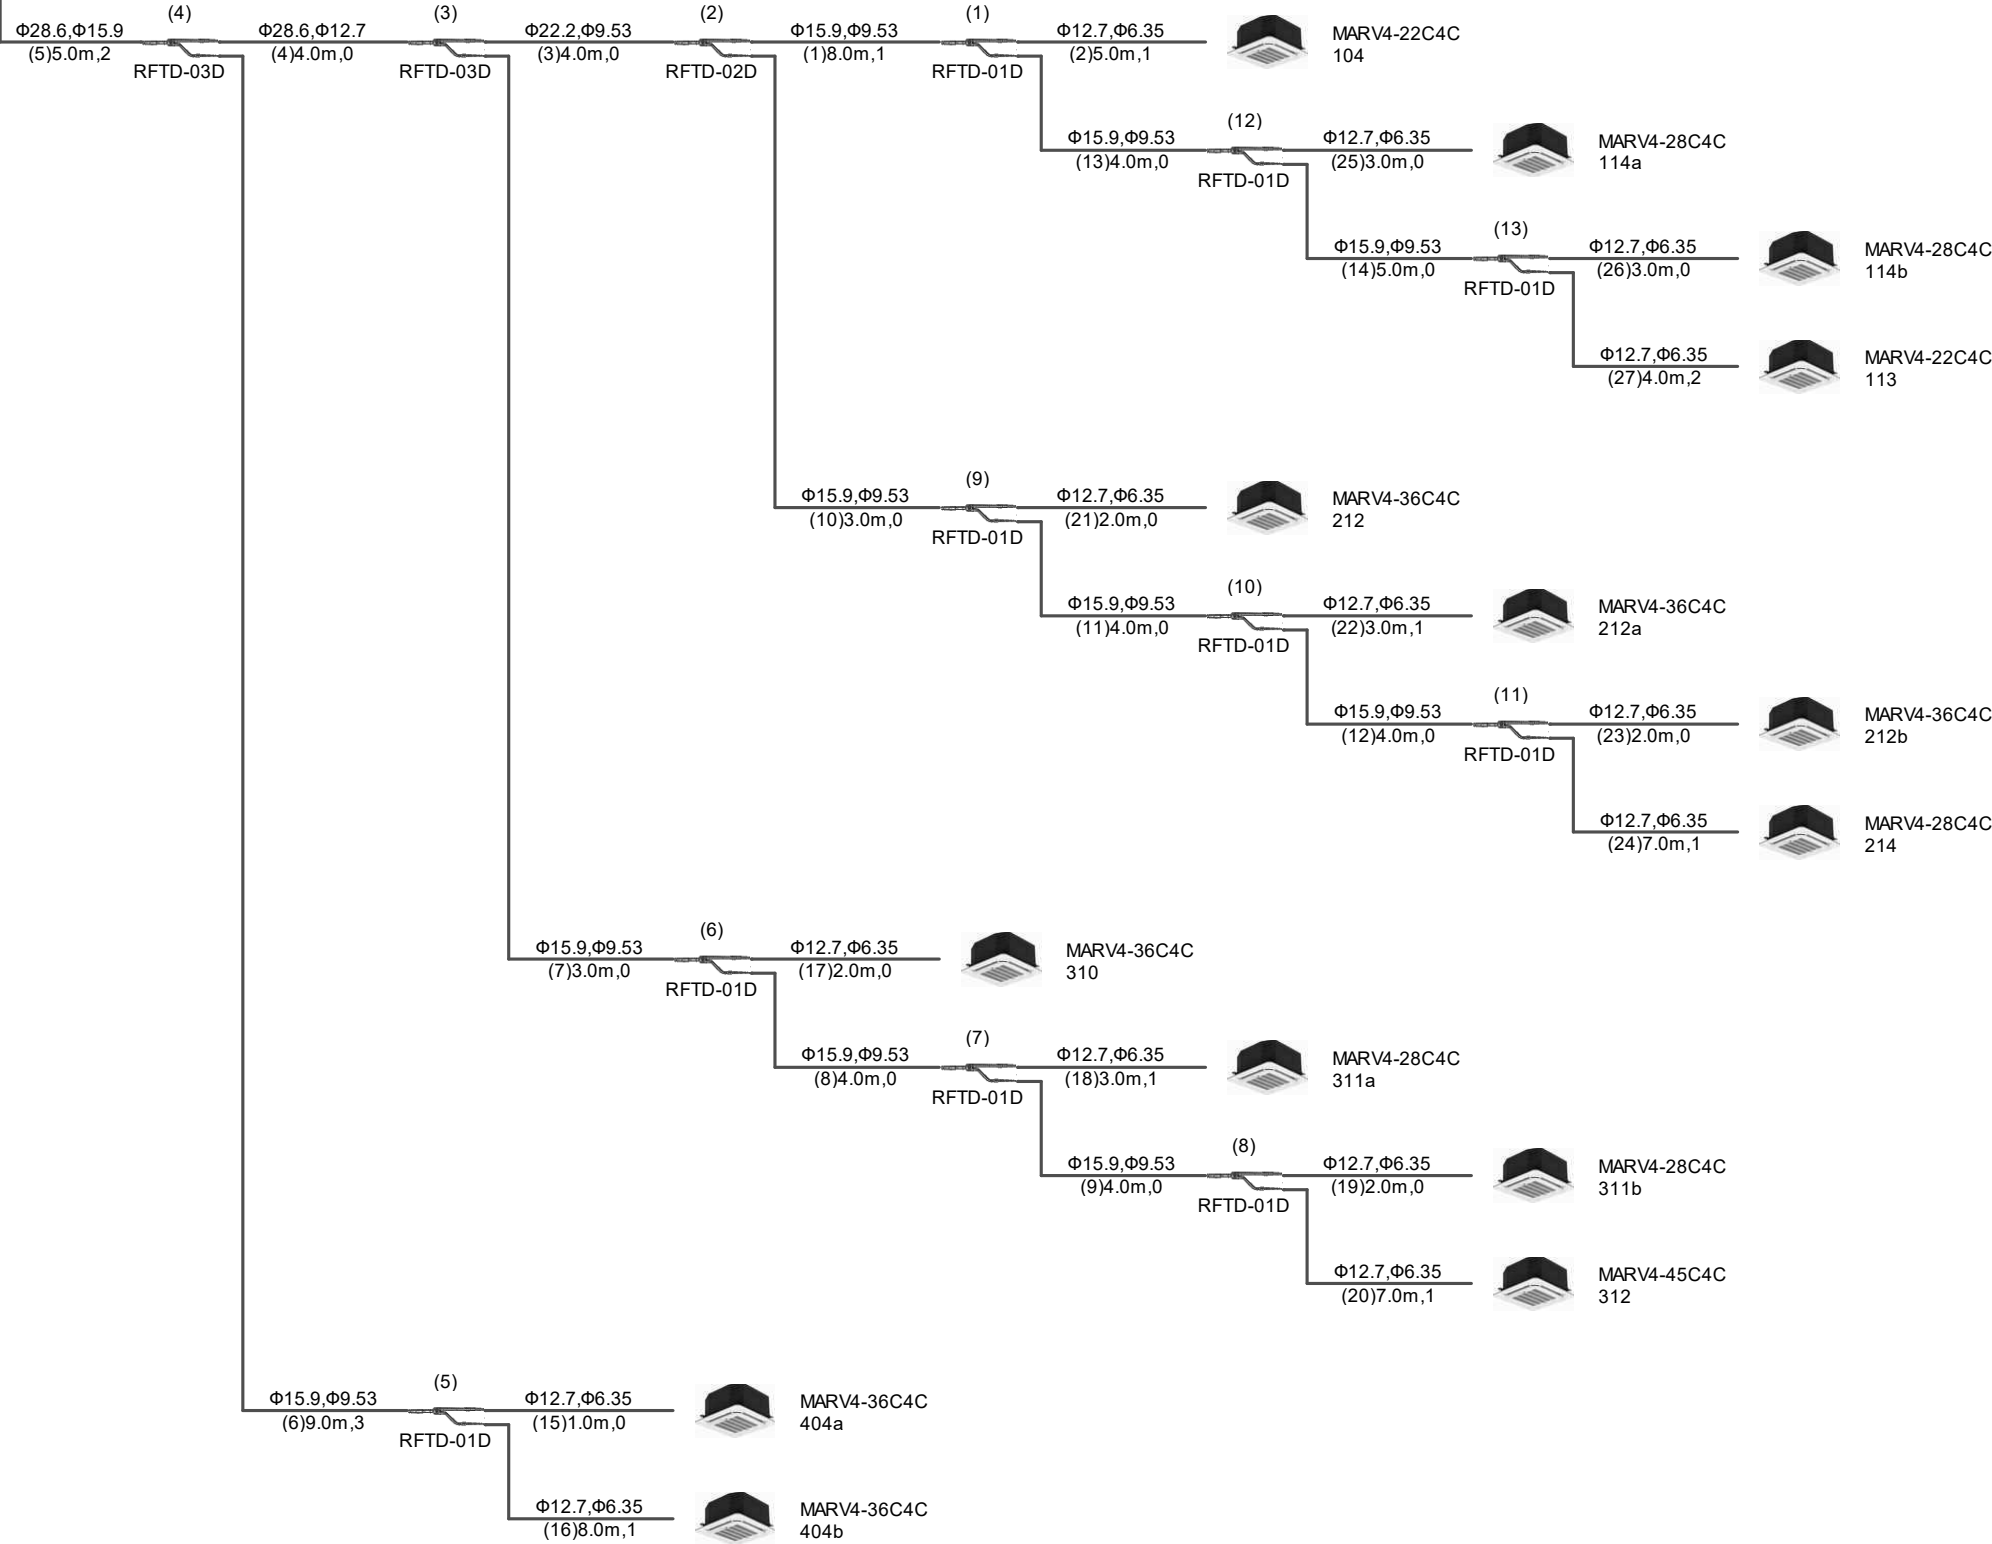 (4)
(3)
(2)
(1)
Φ28.6,Φ15.9
Φ28.6,Φ12.7
Φ22.2,Φ9.53
Φ15.9,Φ9.53
Φ12.7,Φ6.35
MARV4-22C4C
104
(5)5.0m,2
(4)4.0m,0
(3)4.0m,0
(1)8.0m,1
(2)5.0m,1
RFTD-03D
RFTD-03D
RFTD-02D
RFTD-01D
(12)
Φ15.9,Φ9.53
Φ12.7,Φ6.35
MARV4-28C4C
114a
(13)4.0m,0
(25)3.0m,0
RFTD-01D
(13)
Φ15.9,Φ9.53
Φ12.7,Φ6.35
MARV4-28C4C
114b
(14)5.0m,0
(26)3.0m,0
RFTD-01D
Φ12.7,Φ6.35
MARV4-22C4C
113
(27)4.0m,2
(9)
Φ15.9,Φ9.53
Φ12.7,Φ6.35
MARV4-36C4C
212
(10)3.0m,0
(21)2.0m,0
RFTD-01D
(10)
Φ15.9,Φ9.53
Φ12.7,Φ6.35
MARV4-36C4C
212a
(11)4.0m,0
(22)3.0m,1
RFTD-01D
(11)
Φ15.9,Φ9.53
Φ12.7,Φ6.35
MARV4-36C4C
212b
(12)4.0m,0
(23)2.0m,0
RFTD-01D
Φ12.7,Φ6.35
MARV4-28C4C
214
(24)7.0m,1
(6)
Φ15.9,Φ9.53
Φ12.7,Φ6.35
MARV4-36C4C
310
(7)3.0m,0
(17)2.0m,0
RFTD-01D
(7)
Φ15.9,Φ9.53
Φ12.7,Φ6.35
MARV4-28C4C
311a
(8)4.0m,0
(18)3.0m,1
RFTD-01D
(8)
Φ15.9,Φ9.53
Φ12.7,Φ6.35
MARV4-28C4C
311b
(9)4.0m,0
(19)2.0m,0
RFTD-01D
Φ12.7,Φ6.35
MARV4-45C4C
312
(20)7.0m,1
(5)
Φ15.9,Φ9.53
Φ12.7,Φ6.35
MARV4-36C4C
404a
(6)9.0m,3
(15)1.0m,0
RFTD-01D
Φ12.7,Φ6.35
MARV4-36C4C
404b
(16)8.0m,1